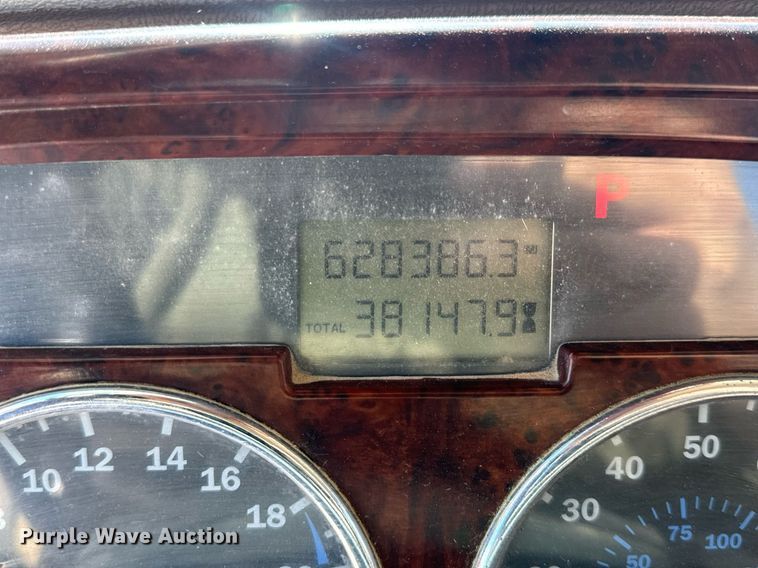 P
628386.3 MI
TOTAL 38147.9
10 12 14 16 18
30 40 50
50 75 100
Purple Wave Auction